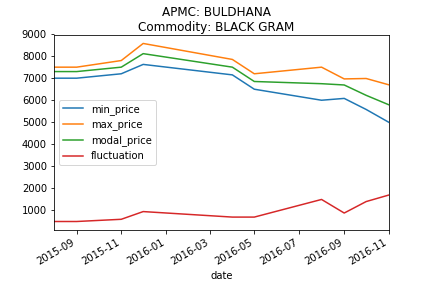 APMC: BULDHANA
Commodity: BLACK GRAM
9000
8000
7000
6000
5000
4000
3000
2000
1000
min_price
max_price
modal_price
fluctuation
2015-09
2015-11
2016-01
2016-03
2016-05
2016-07
2016-09
2016-11
date